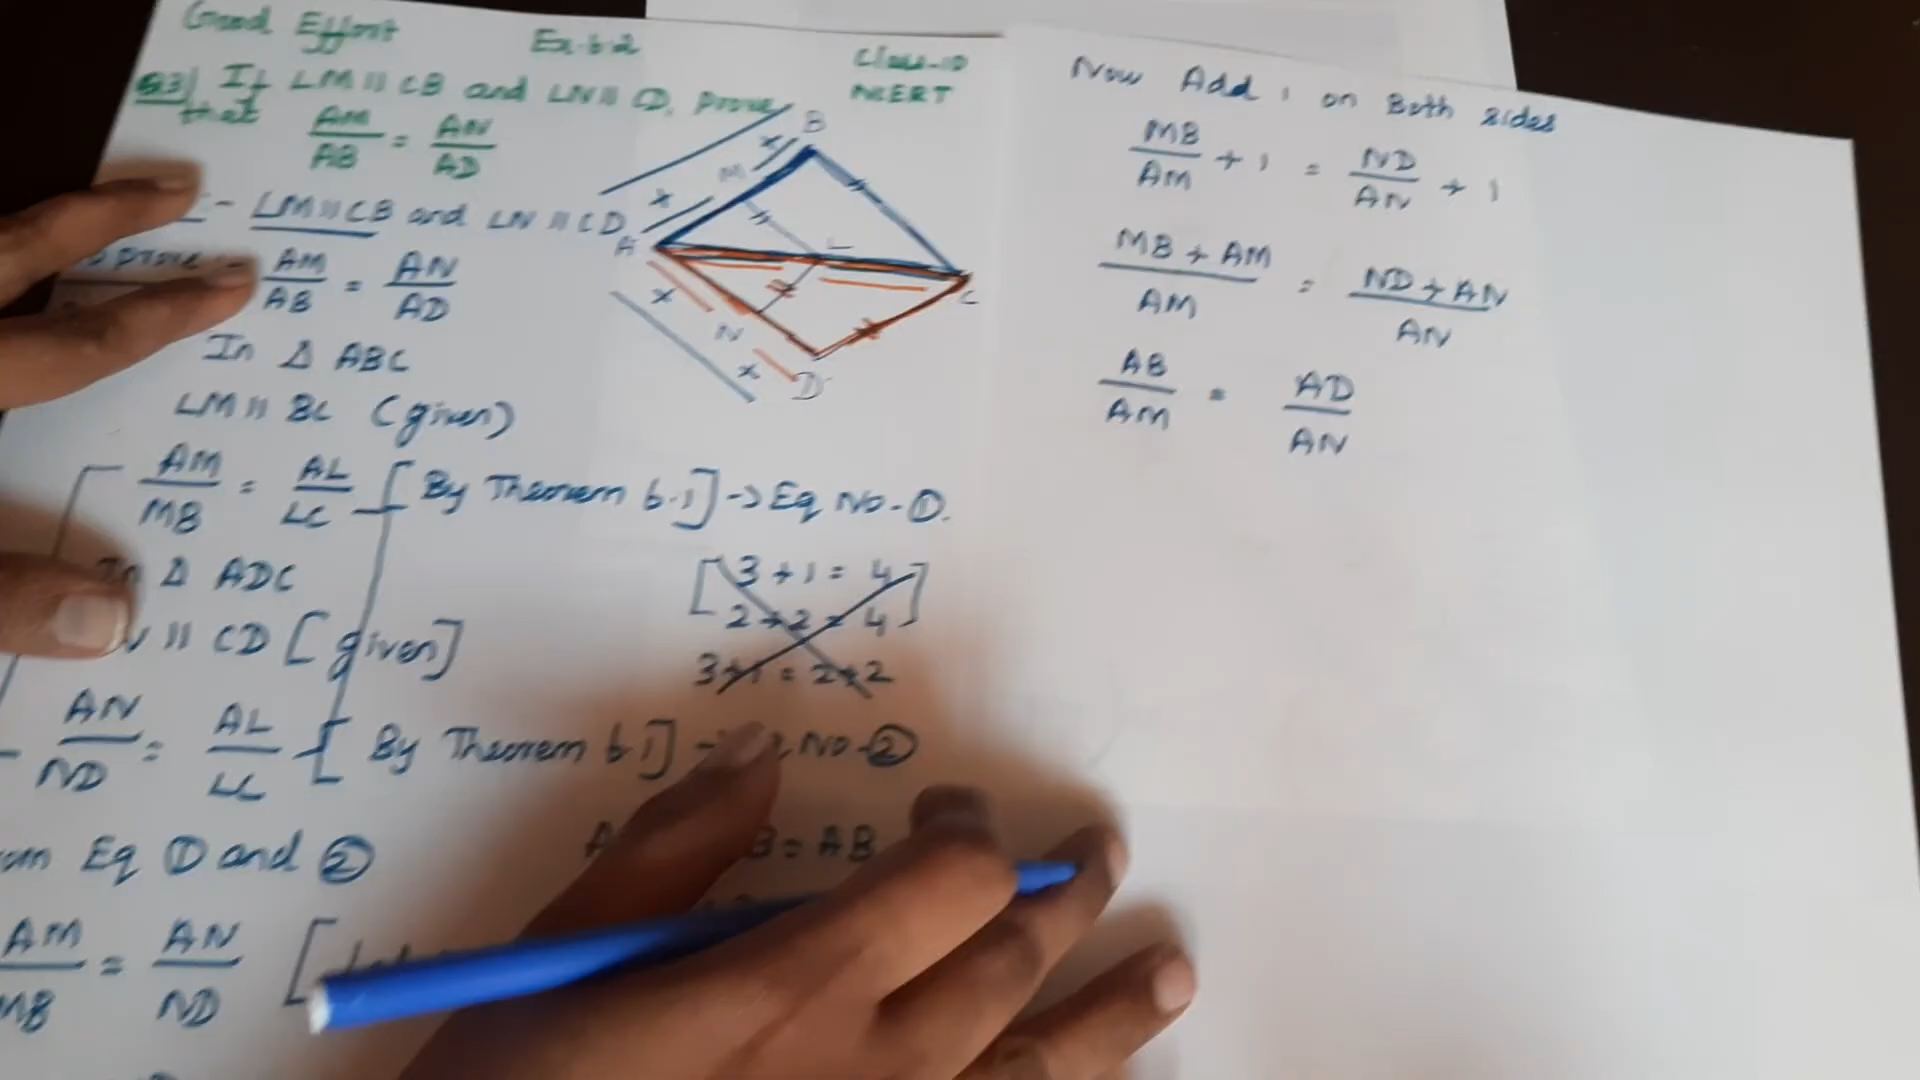 Good Effort Ex-6.2 Class-10
NCERT
Q3) If LM || CB and LN || CD, prove
that AM/AB = AN/AD
- LM || CB and LN || CD
prove :- AM/AB = AN/AD
In Δ ABC
LM || BC (given)
AM/MB = AL/LC [By Theorem 6.1] → Eq No-①.
In Δ ADC
|| CD [given]
AN/ND = AL/LC [By Theorem 6.1] → No-②
Eq ① and ②
AM/MB = AN/ND [
B
M
x
x
A
L
C
N
x
x
D
[3+1 = 4
2+2 = 4]
3+1 = 2+2
B = AB
Now Add 1 on Both sides
MB/AM + 1 = ND/AN + 1
MB + AM/AM = ND + AN/AN
AB/AM = AD/AN